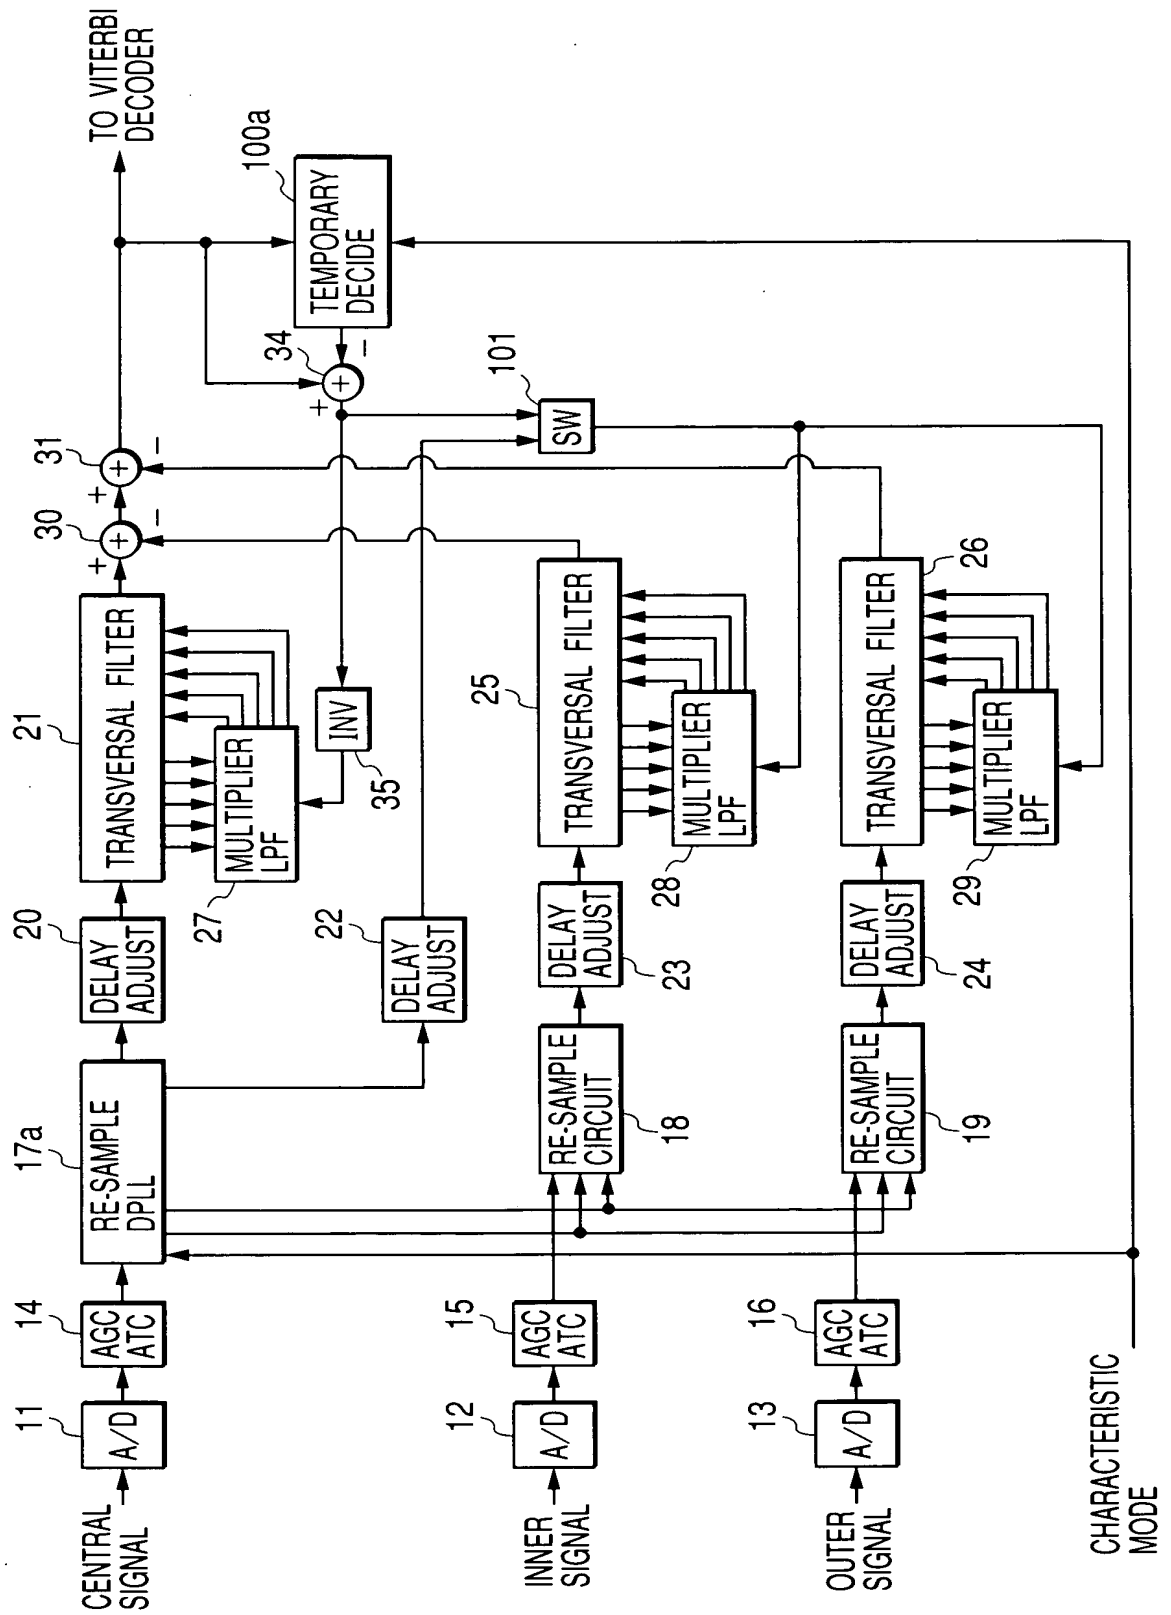 CENTRAL
SIGNAL
11
A/D
14
AGC
ATC
17a
RE-SAMPLE
DPLL
20
DELAY
ADJUST
21
TRANSVERSAL FILTER
27
MULTIPLIER
LPF
30
+
+
-
31
+
+
-
TO VITERBI
DECODER
100a
TEMPORARY
DECIDE
34
+
+
-
INV
35
22
DELAY
ADJUST
101
SW
INNER
SIGNAL
12
A/D
15
AGC
ATC
RE-SAMPLE
CIRCUIT
18
DELAY
ADJUST
23
25
TRANSVERSAL FILTER
MULTIPLIER
LPF
28
OUTER
SIGNAL
13
A/D
16
AGC
ATC
RE-SAMPLE
CIRCUIT
19
DELAY
ADJUST
24
TRANSVERSAL FILTER
26
MULTIPLIER
LPF
29
CHARACTERISTIC
MODE